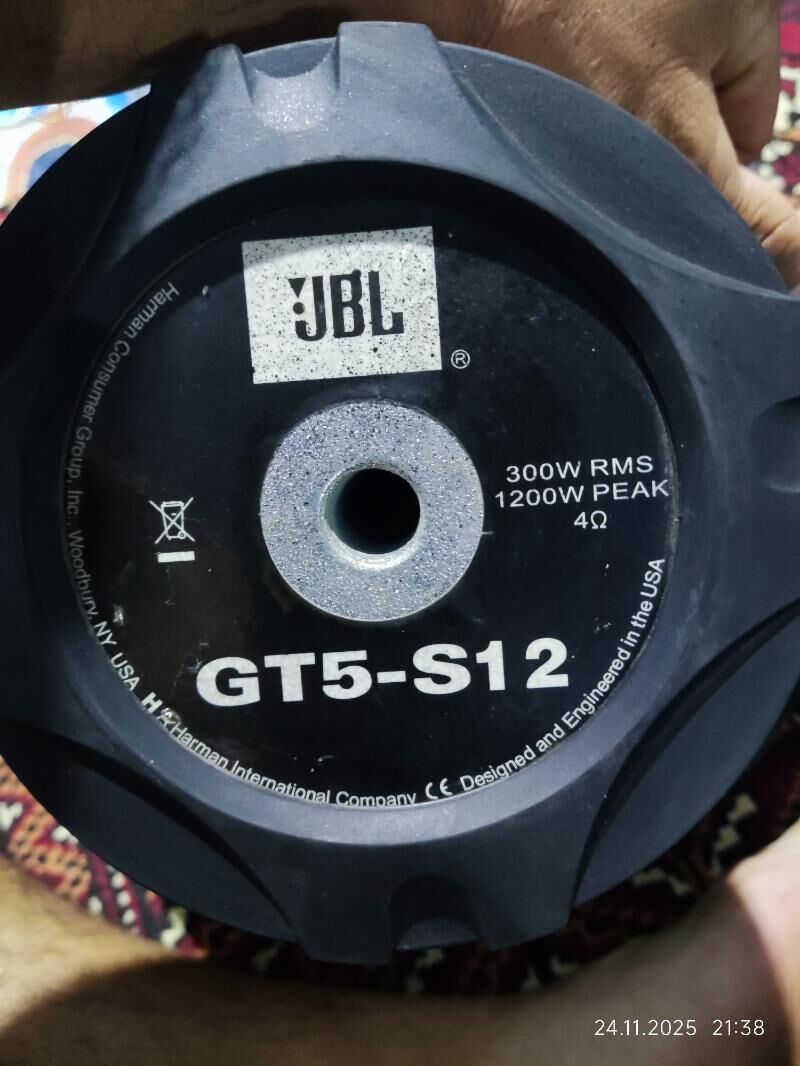 JBL
®
300W RMS
1200W PEAK
4Ω
GT5-S12
Harman Consumer Group, Inc., Woodbury, NY, USA
H A Harman International Company
CE Designed and Engineered in the USA
24.11.2025 21:38